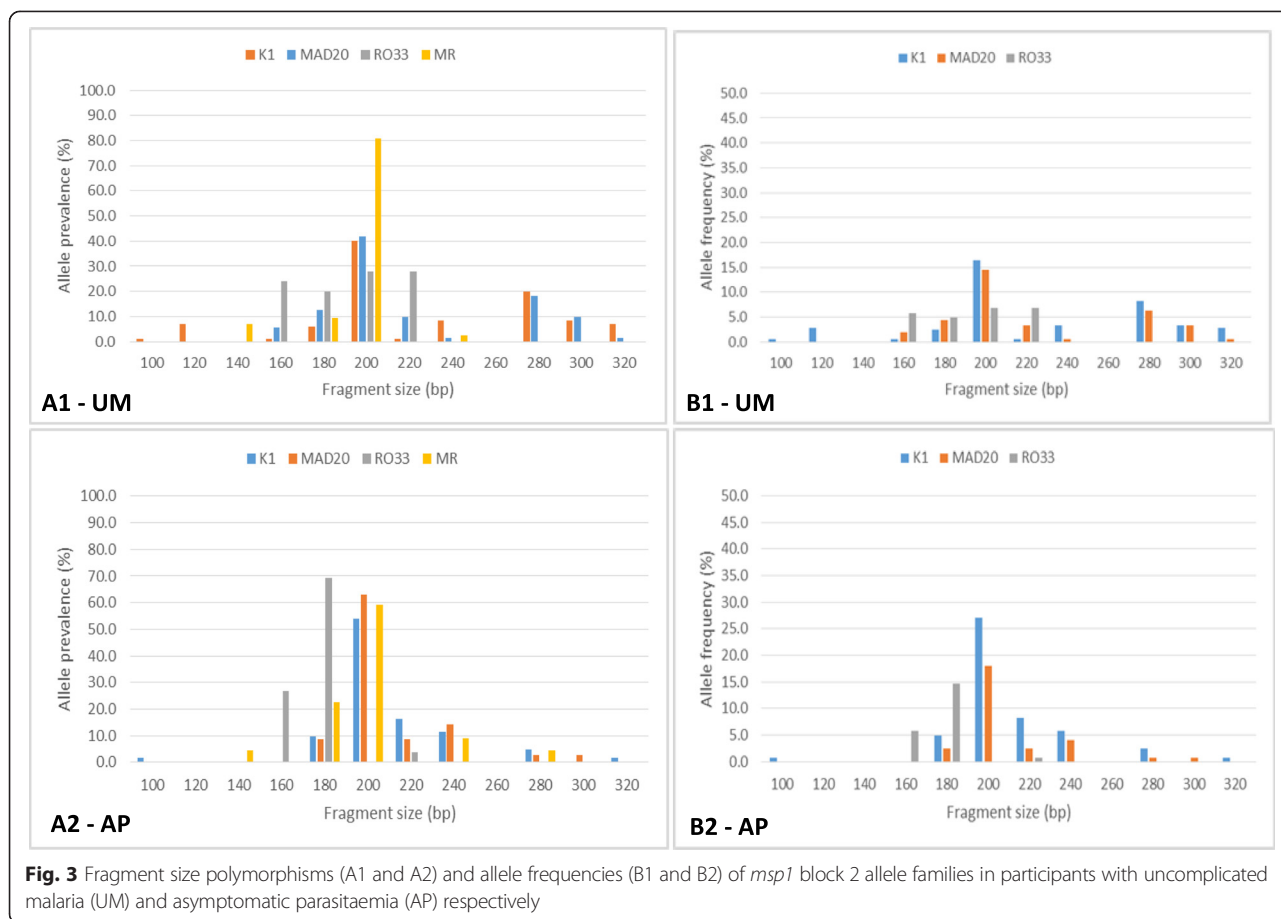 K1 MAD20 RO33 MR
Allele prevalence (%)
100.0
90.0
80.0
70.0
60.0
50.0
40.0
30.0
20.0
10.0
0.0
100 120 140 160 180 200 220 240 280 300 320
Fragment size (bp)
A1 - UM
K1 MAD20 RO33
Allele frequency (%)
50.0
45.0
40.0
35.0
30.0
25.0
20.0
15.0
10.0
5.0
0.0
100 120 140 160 180 200 220 240 280 300 320
Fragment size (bp)
B1 - UM
K1 MAD20 RO33 MR
Allele prevalence (%)
100.0
90.0
80.0
70.0
60.0
50.0
40.0
30.0
20.0
10.0
0.0
100 120 140 160 180 200 220 240 280 300 320
Fragment size (bp)
A2 - AP
K1 MAD20 RO33
Allele frequency (%)
50.0
45.0
40.0
35.0
30.0
25.0
20.0
15.0
10.0
5.0
0.0
100 120 140 160 180 200 220 240 280 300 320
Fragment size (bp)
B2 - AP
Fig. 3 Fragment size polymorphisms (A1 and A2) and allele frequencies (B1 and B2) of msp1 block 2 allele families in participants with uncomplicated
malaria (UM) and asymptomatic parasitaemia (AP) respectively